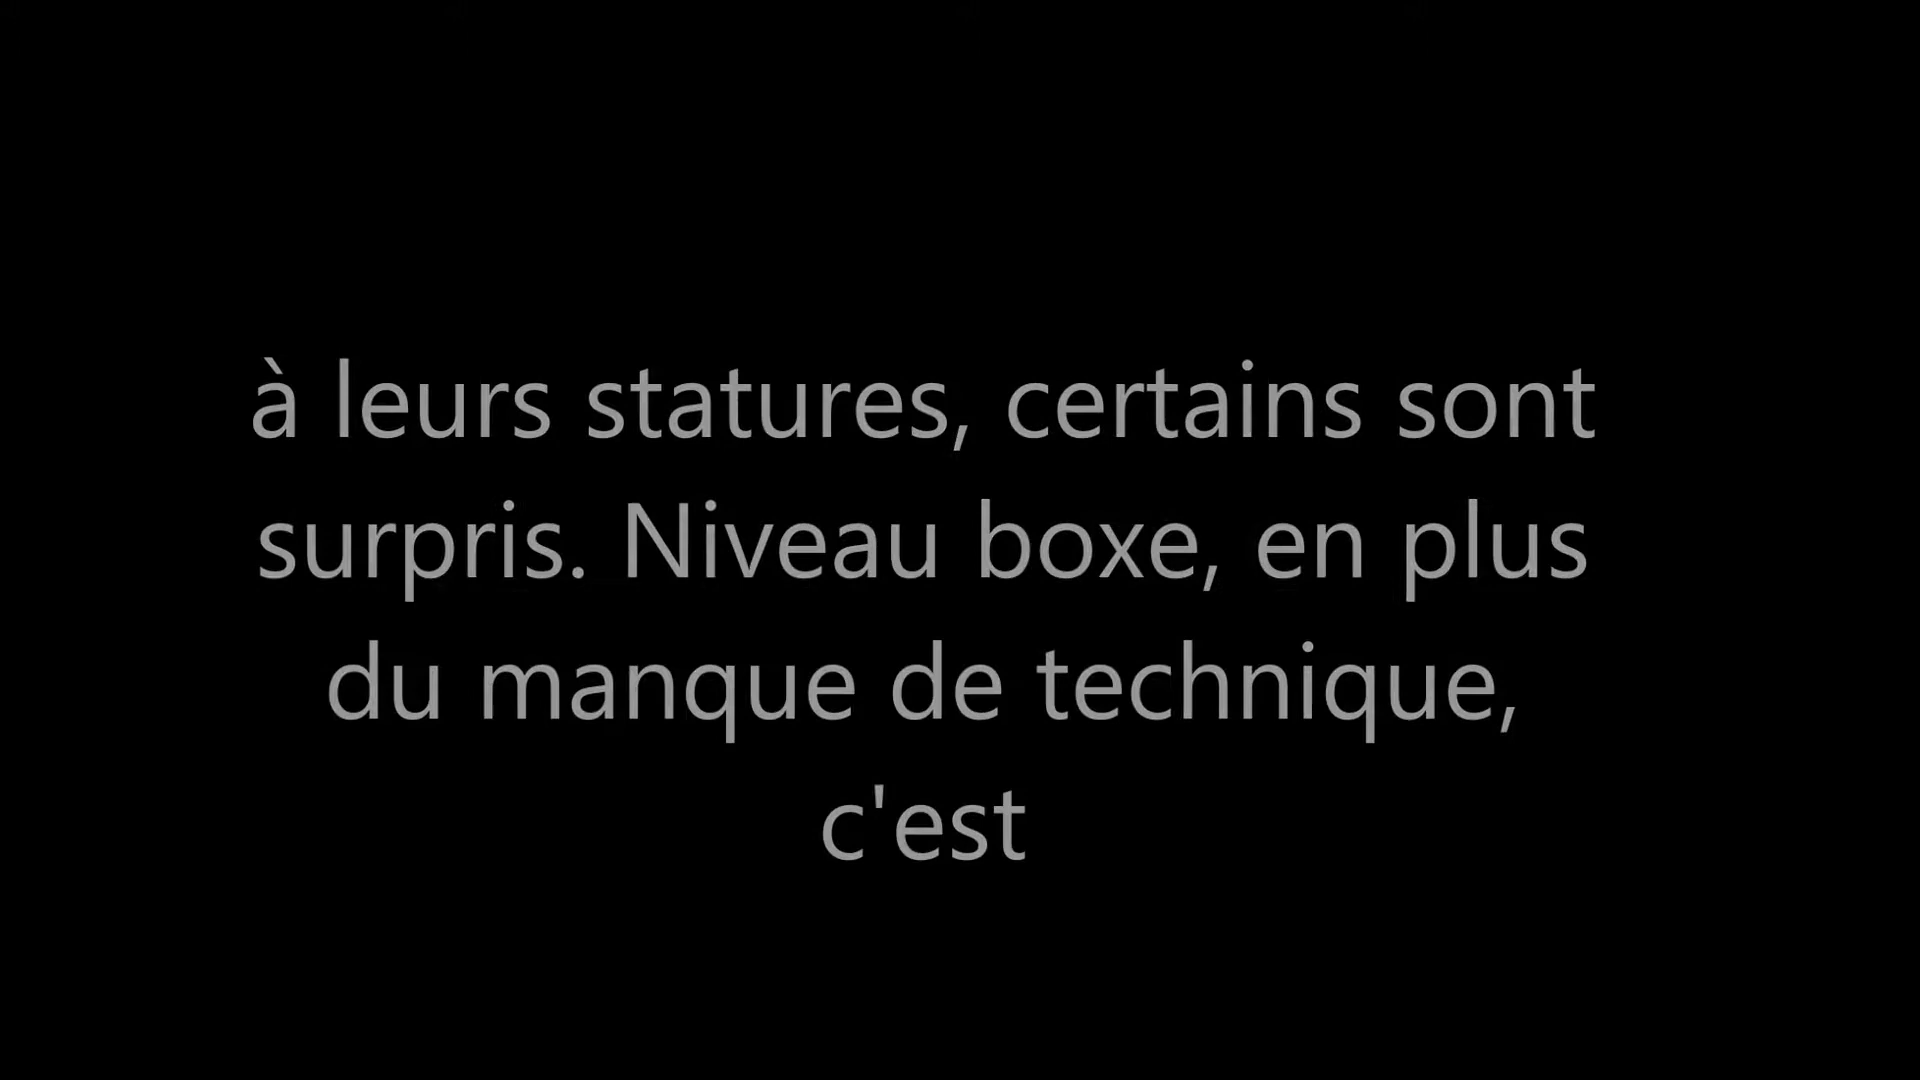 à leurs statures, certains sont
surpris. Niveau boxe, en plus
du manque de technique,
c'est